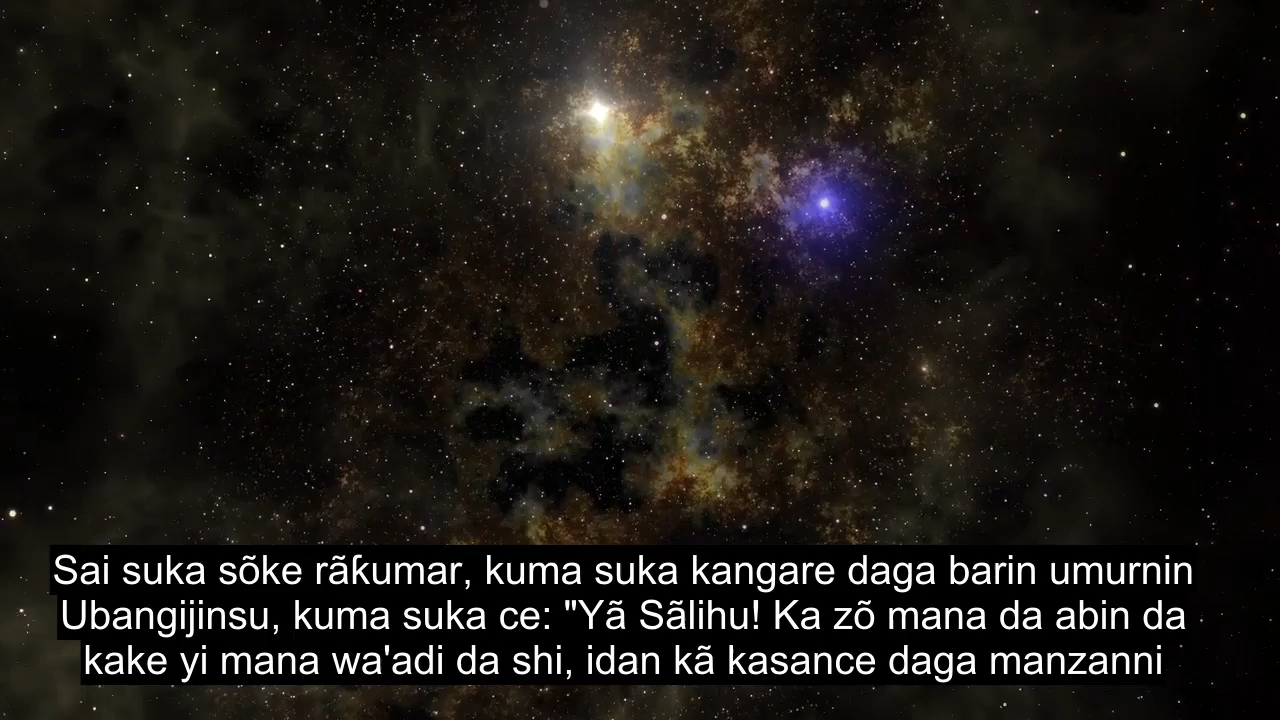 Sai suka sõke rãƙumar, kuma suka kangare daga barin umurnin
Ubangijinsu, kuma suka ce: "Yã Sãlihu! Ka zõ mana da abin da
kake yi mana wa'adi da shi, idan kã kasance daga manzanni